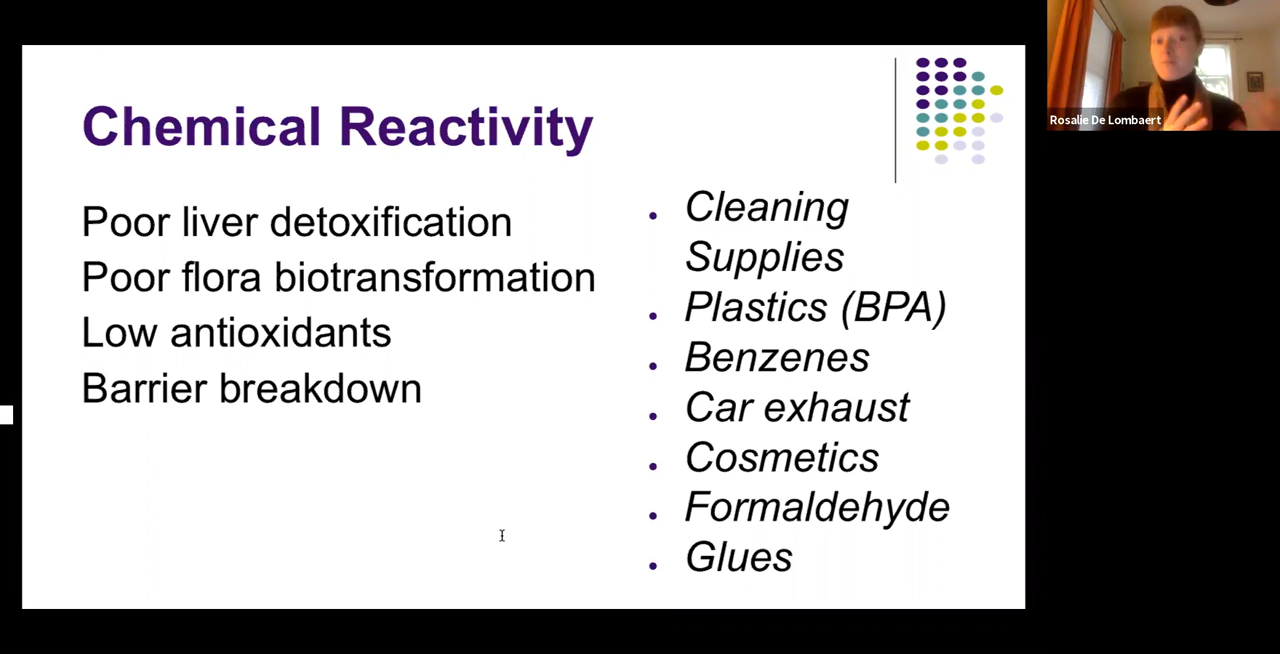 Chemical Reactivity
Poor liver detoxification
Poor flora biotransformation
Low antioxidants
Barrier breakdown
Cleaning
Supplies
Plastics (BPA)
Benzenes
Car exhaust
Cosmetics
Formaldehyde
Glues
Rosalie De Lombaert